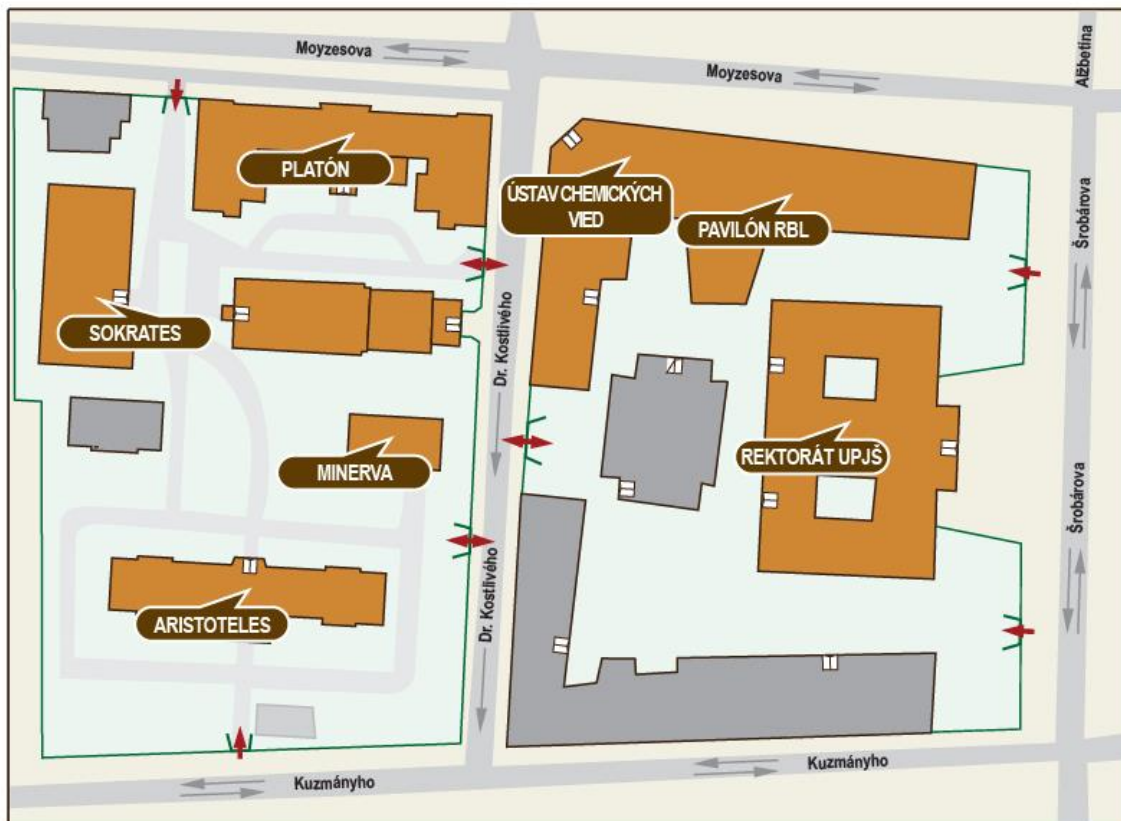 Moyzesova
Moyzesova
Alžbetina
PLATÓN
ÚSTAV CHEMICKÝCH
VIED
PAVILÓN RBL
Šrobárova
SOKRATES
Dr. Kostlivého
MINERVA
REKTORÁT UPJŠ
Šrobárova
ARISTOTELES
Dr. Kostlivého
Kuzmányho
Kuzmányho